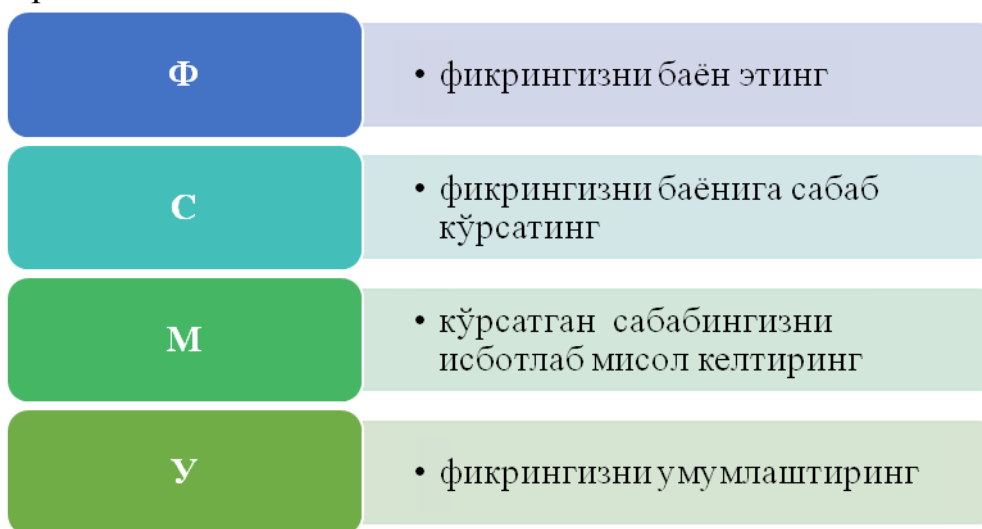 Ф
• фикрингизни баён этинг
С
• фикрингизни баёнига сабаб
кўрсатинг
М
• кўрсатган сабабингизни
исботлаб мисол келтиринг
У
• фикрингизни умумлаштиринг